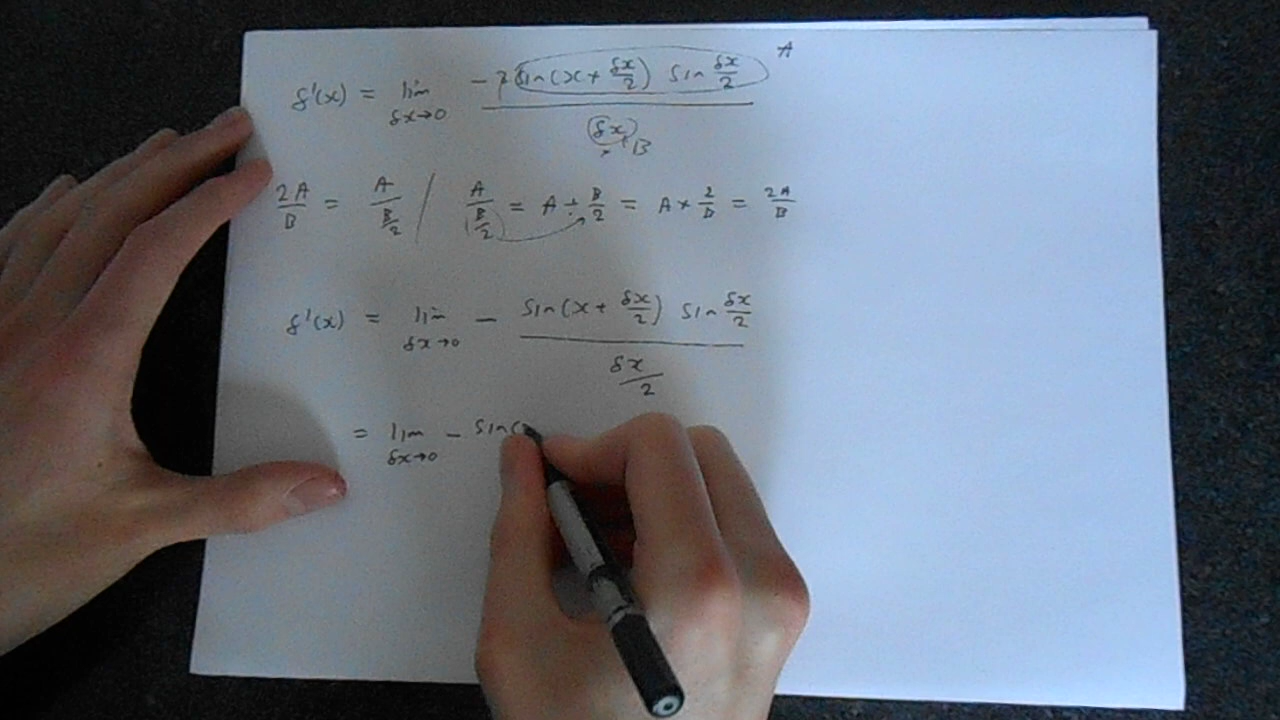 f'(x) = lim δx→0 -2 sin(x + δx/2) sin δx/2 / δx A B
2A/B = A/(B/2) / A/(B/2) = A ÷ B/2 = A × 2/B = 2A/B
f'(x) = lim δx→0 - sin(x + δx/2) sin δx/2 / δx/2
= lim δx→0 - sin(